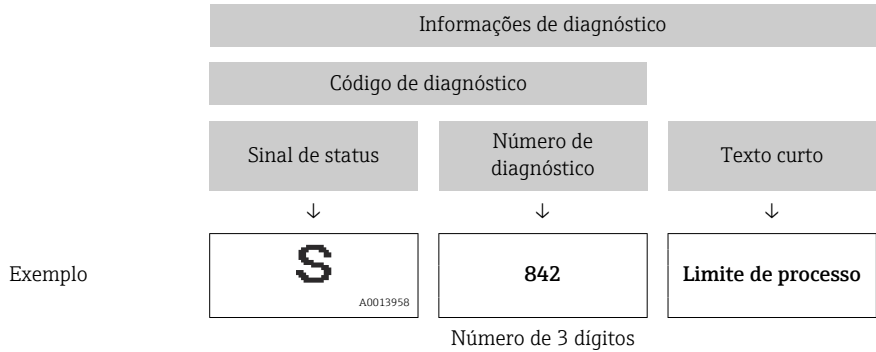 Informações de diagnóstico
Código de diagnóstico
Sinal de status
Número de
diagnóstico
Texto curto
↓ ↓ ↓
Exemplo
S
A0013958
842
Limite de processo
Número de 3 dígitos